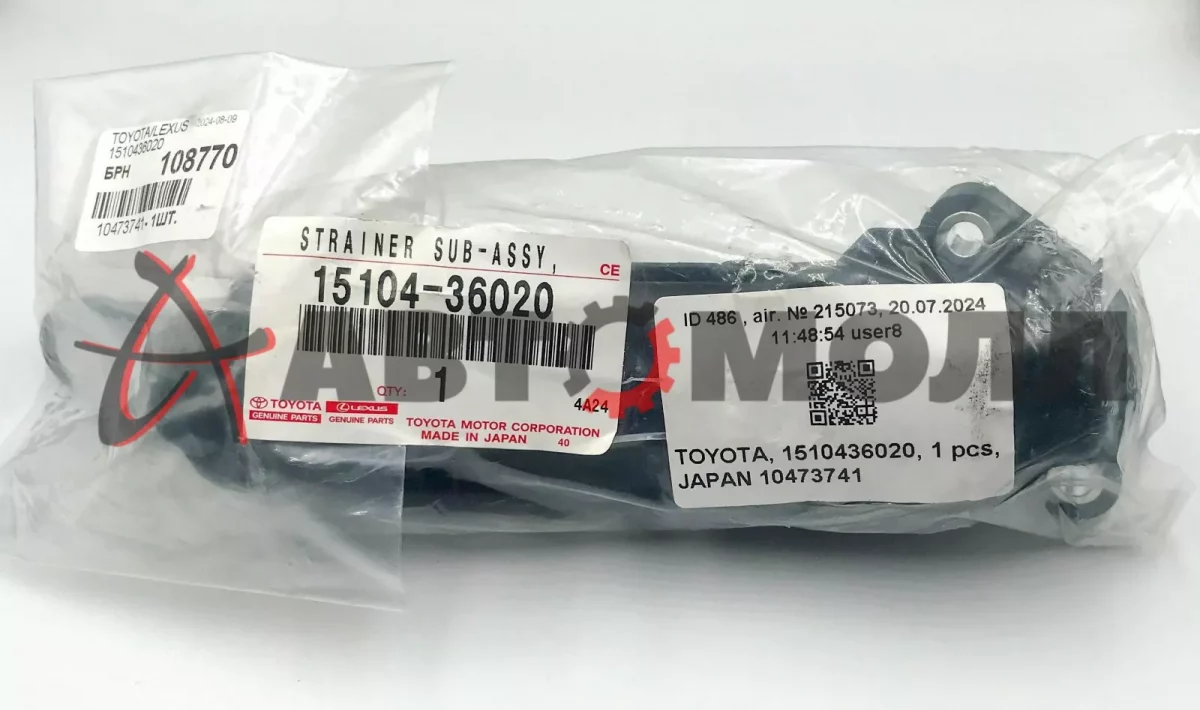 TOYOTA/LEXUS 2024-08-09
1510436020
БРН 108770
10473741- 1ШТ.
STRAINER SUB-ASSY,
CE
15104-36020
QTY: 1
4A24
TOYOTA
GENUINE PARTS
LEXUS
GENUINE PARTS
TOYOTA MOTOR CORPORATION
MADE IN JAPAN 40
ID 486 , air. № 215073, 20.07.2024
11:48:54 user8
TOYOTA, 1510436020, 1 pcs,
JAPAN 10473741
АВТОМОЛЛ